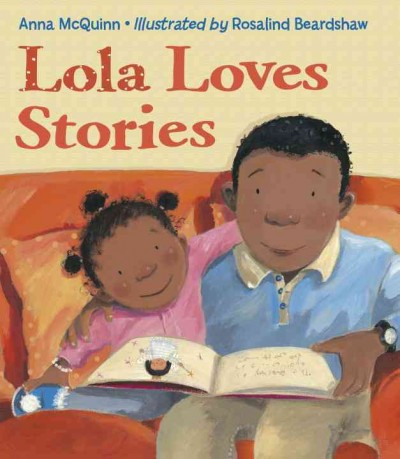 Anna McQuinn • Illustrated by Rosalind Beardshaw
Lola Loves
Stories